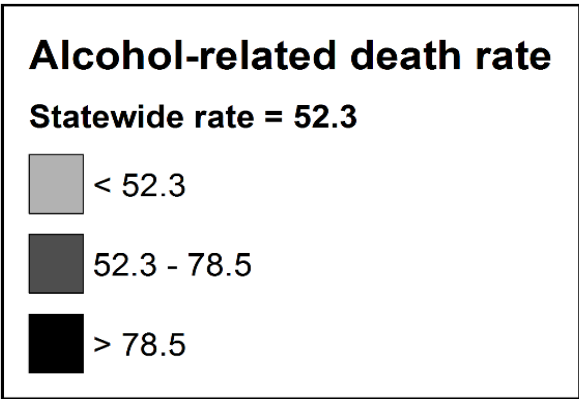 Alcohol-related death rate
Statewide rate = 52.3
< 52.3
52.3 - 78.5
> 78.5